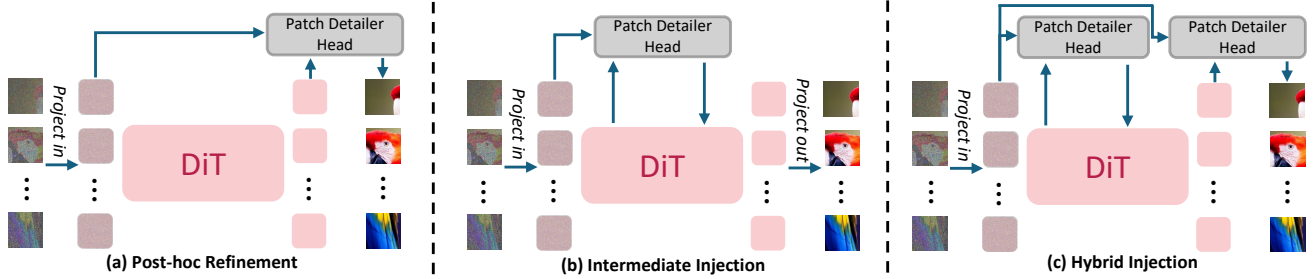 Patch Detailer
Head
Project in
DiT
(a) Post-hoc Refinement
Patch Detailer
Head
Project in
DiT
Project out
(b) Intermediate Injection
Patch Detailer
Head
Patch Detailer
Head
Project in
DiT
(c) Hybrid Injection